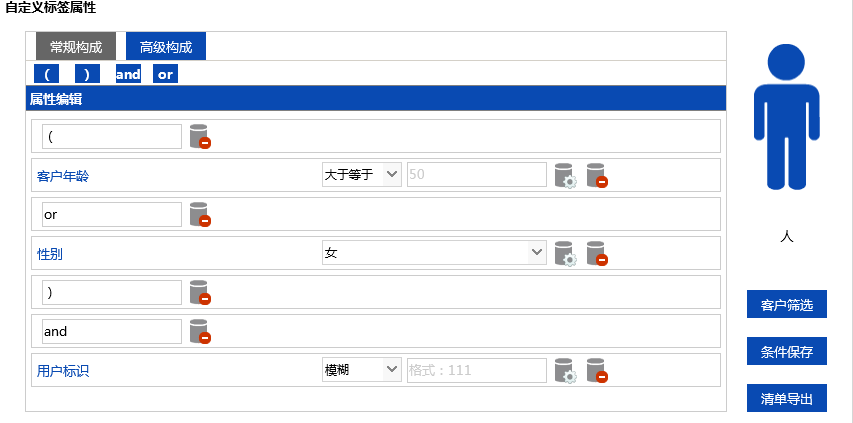 自定义标签属性
常规构成 高级构成
( ) and or
属性编辑
(
客户年龄 大于等于 50
or
性别 女
人
)
客户筛选
and
条件保存
用户标识 模糊 格式：111
清单导出